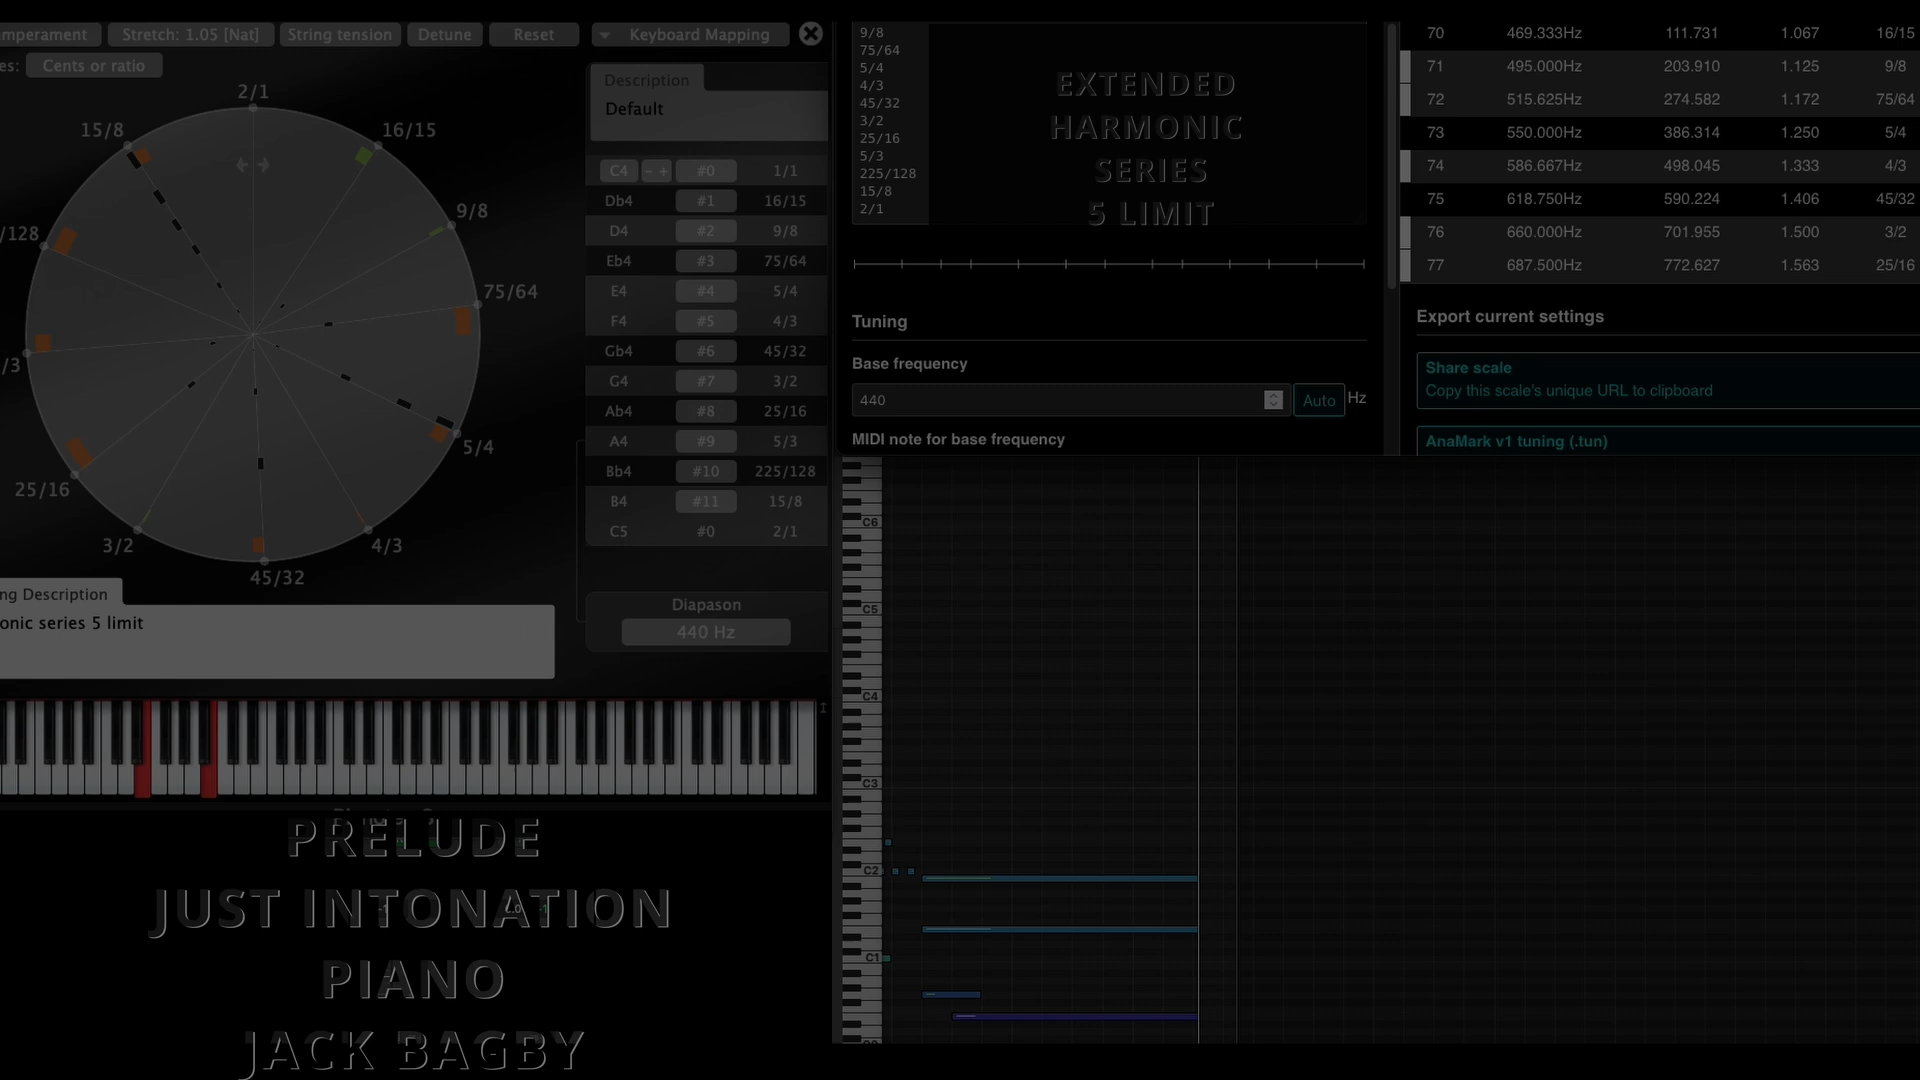 mperament
Stretch: 1.05 [Nat]
String tension
Detune
Reset
Keyboard Mapping
es:
Cents or ratio
2/1
16/15
9/8
75/64
5/4
4/3
45/32
3/2
25/16
/3
/128
15/8
Description
Default
C4 - + #0 1/1
Db4 #1 16/15
D4 #2 9/8
Eb4 #3 75/64
E4 #4 5/4
F4 #5 4/3
Gb4 #6 45/32
G4 #7 3/2
Ab4 #8 25/16
A4 #9 5/3
Bb4 #10 225/128
B4 #11 15/8
C5 #0 2/1
Diapason
440 Hz
ng Description
onic series 5 limit
PRELUDE
JUST INTONATION
PIANO
JACK BAGBY
9/8
75/64
5/4
4/3
45/32
3/2
25/16
5/3
225/128
15/8
2/1
EXTENDED
HARMONIC
SERIES
5 LIMIT
Tuning
Base frequency
440
Auto
Hz
MIDI note for base frequency
70 469.333Hz 111.731 1.067 16/15
71 495.000Hz 203.910 1.125 9/8
72 515.625Hz 274.582 1.172 75/64
73 550.000Hz 386.314 1.250 5/4
74 586.667Hz 498.045 1.333 4/3
75 618.750Hz 590.224 1.406 45/32
76 660.000Hz 701.955 1.500 3/2
77 687.500Hz 772.627 1.563 25/16
Export current settings
Share scale
Copy this scale's unique URL to clipboard
AnaMark v1 tuning (.tun)
C6
C5
C4
C3
C2
C1